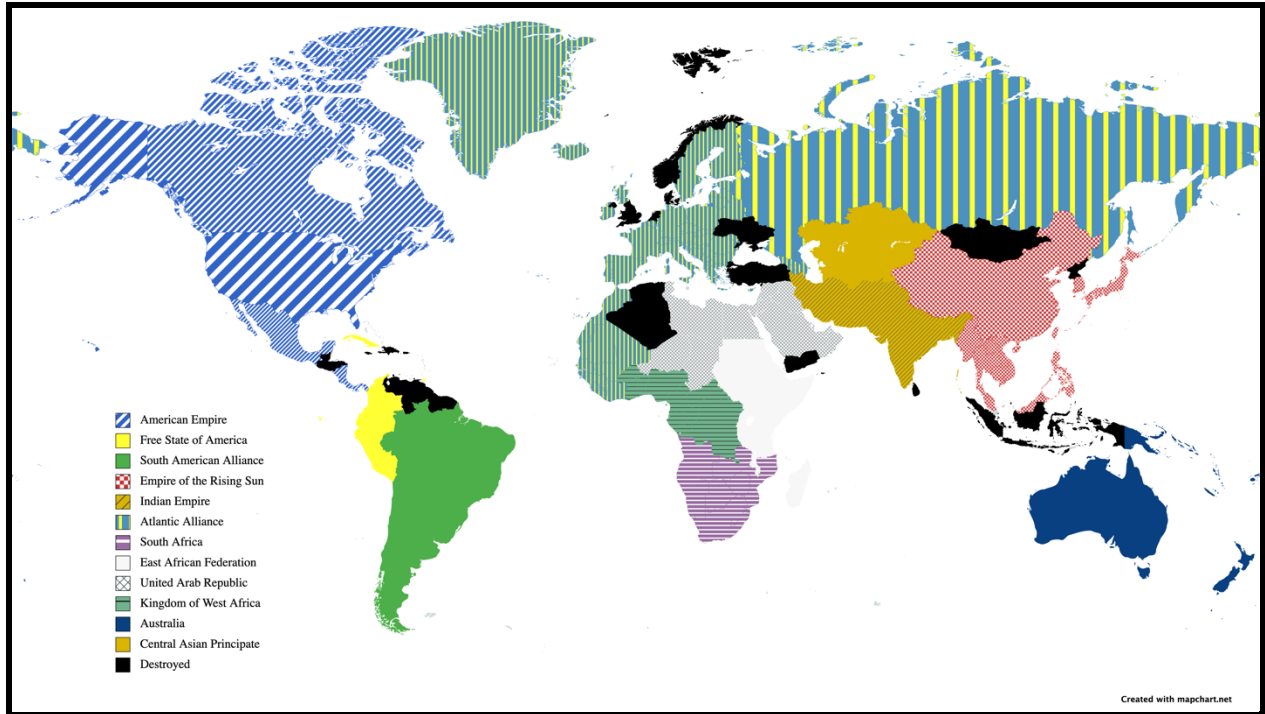 American Empire
Free State of America
South American Alliance
Empire of the Rising Sun
Indian Empire
Atlantic Alliance
South Africa
East African Federation
United Arab Republic
Kingdom of West Africa
Australia
Central Asian Principate
Destroyed
Created with mapchart.net